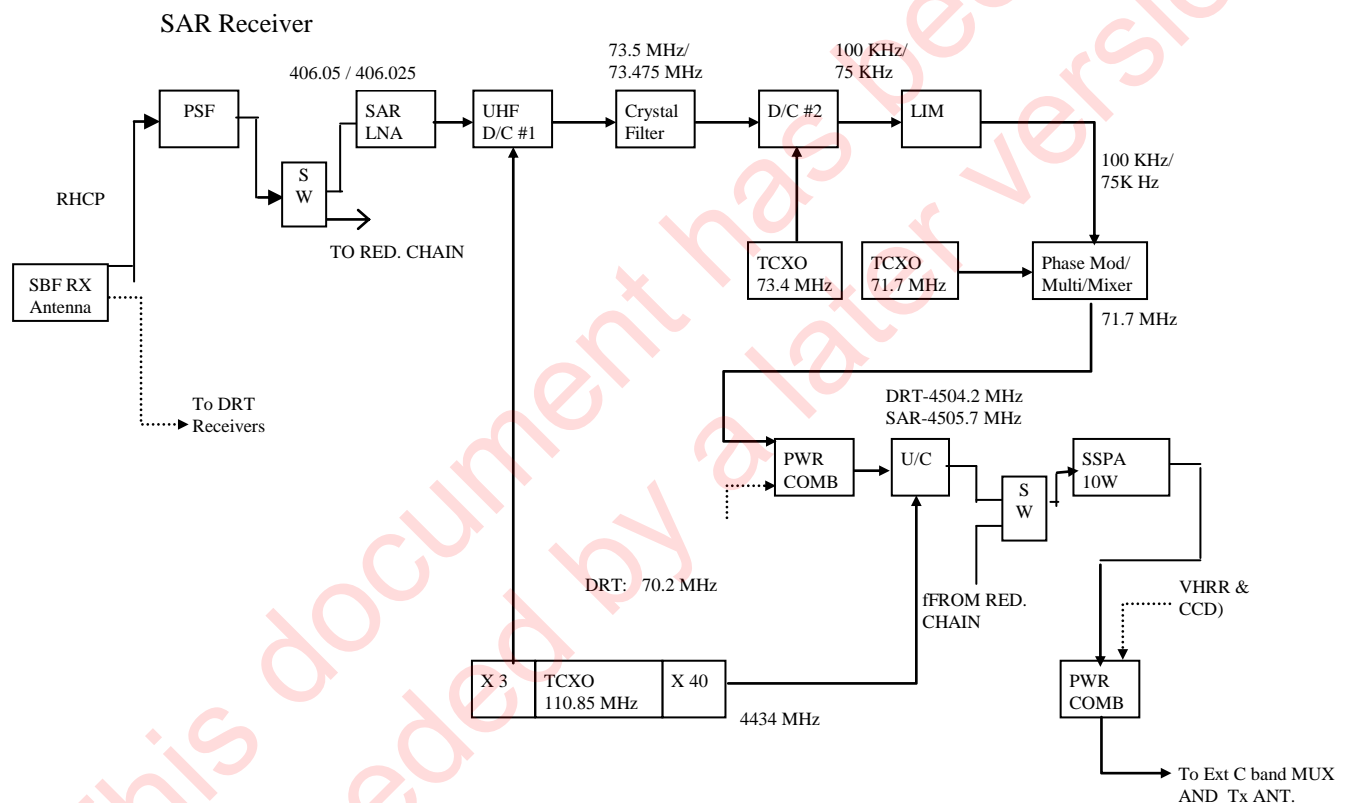 SAR Receiver
406.05 / 406.025
73.5 MHz/
73.475 MHz
100 KHz/
75 KHz
PSF
SAR
LNA
UHF
D/C #1
Crystal
Filter
D/C #2
LIM
S
W
RHCP
TO RED. CHAIN
100 KHz/
75K Hz
SBF RX
Antenna
TCXO
73.4 MHz
TCXO
71.7 MHz
Phase Mod/
Multi/Mixer
71.7 MHz
To DRT
Receivers
DRT-4504.2 MHz
SAR-4505.7 MHz
PWR
COMB
U/C
S
W
SSPA
10W
DRT: 70.2 MHz
fFROM RED.
CHAIN
VHRR &
CCD)
X 3
TCXO
110.85 MHz
X 40
4434 MHz
PWR
COMB
To Ext C band MUX
AND Tx ANT.
This document has bee
eded by a later versio